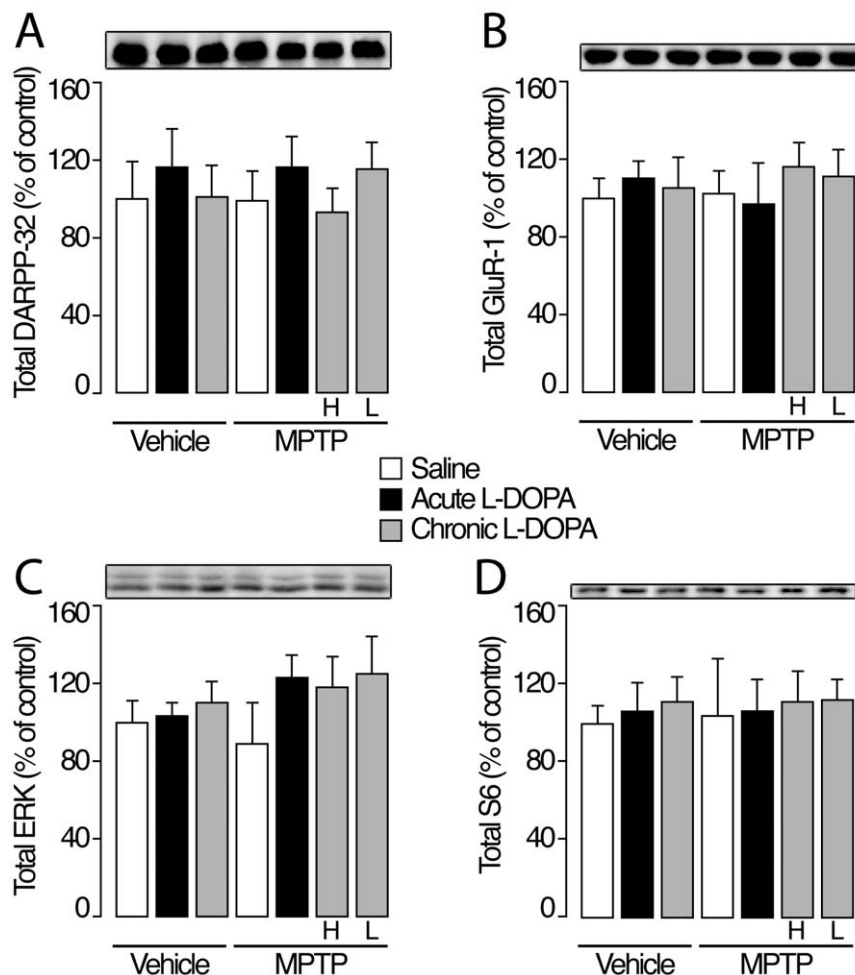 A
Total DARPP-32 (% of control)
160
120
80
40
0
H L
Vehicle MPTP
B
Total GluR-1 (% of control)
160
120
80
40
0
H L
Vehicle MPTP
Saline
Acute L-DOPA
Chronic L-DOPA
C
Total ERK (% of control)
160
120
80
40
0
H L
Vehicle MPTP
D
Total S6 (% of control)
160
120
80
40
0
H L
Vehicle MPTP